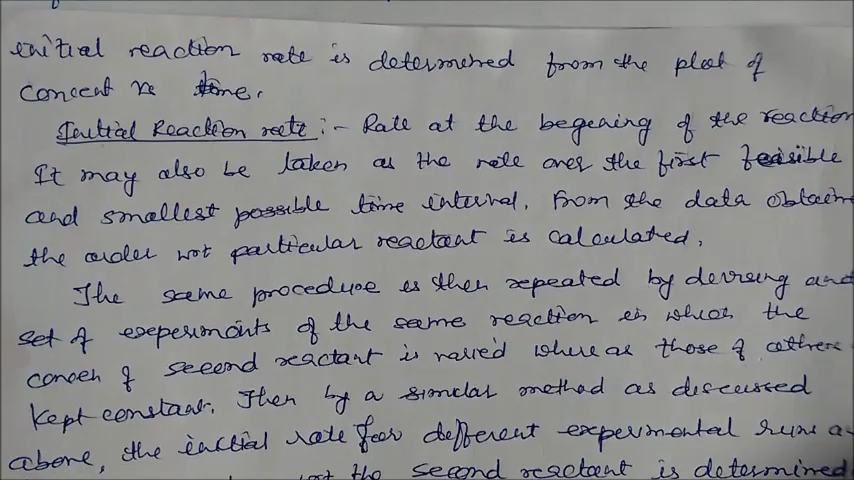 initial reaction rate is determined from the plot of
concent vs time.
Initial Reaction rate :- Rate at the begening of the reaction
It may also be taken as the rate over the first feasible
and smallest possible time interval. From the data obtaine
the order wrt particular reactant is calculated.
The same procedure is then repeated by devising and
set of experiments of the same reaction in which the
concn of second reactant is varied where as those of others
kept constant. Then by a similar method as discussed
above, the initial rate for different experimental runs a
wrt the second reactant is determined